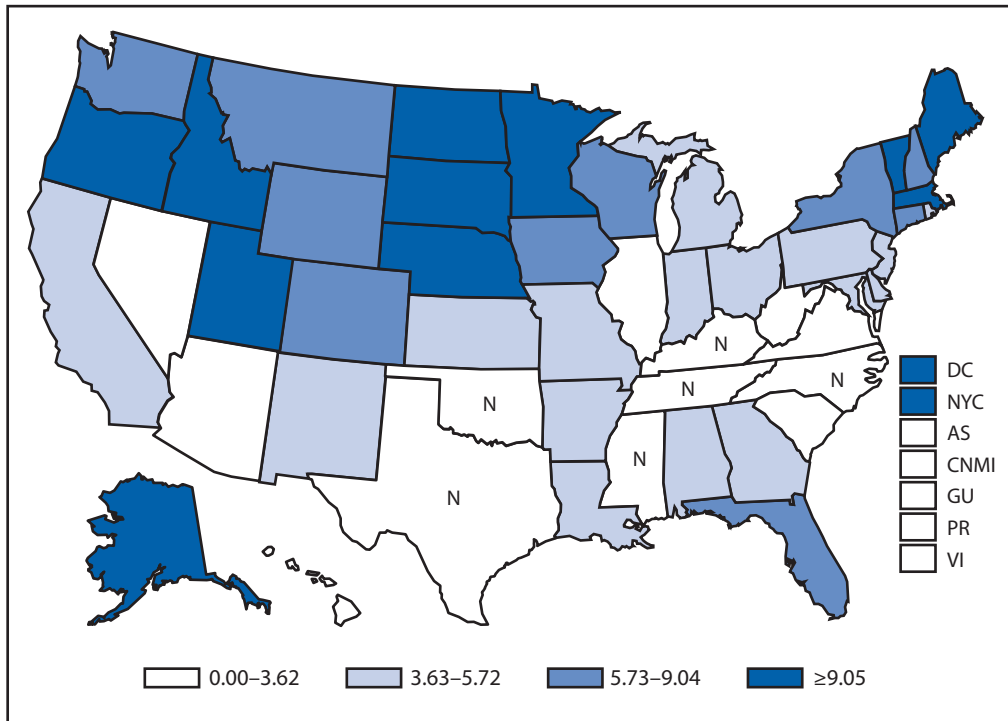 N
N
N
N
N
N
DC
NYC
AS
CNMI
GU
PR
VI
0.00–3.62
3.63–5.72
5.73–9.04
≥9.05